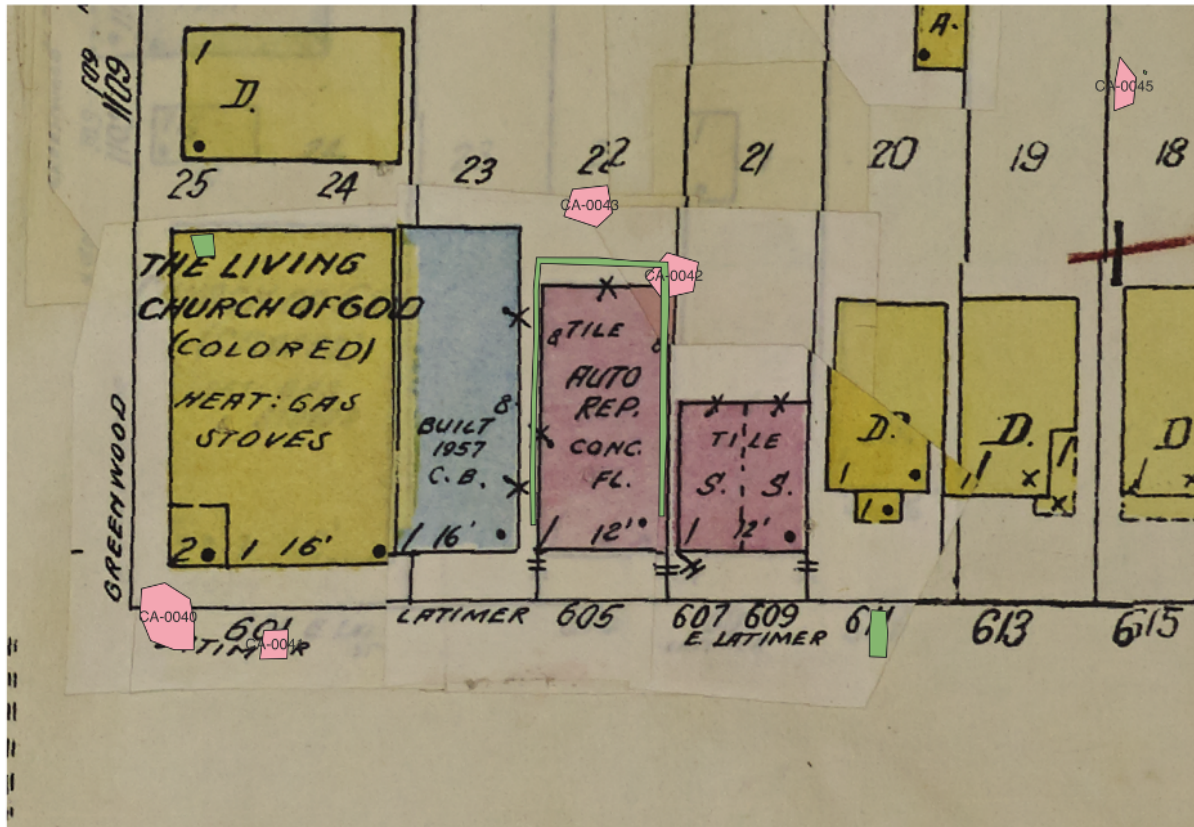 1109
1
D.
A.
CA-0045
25
24
23
22
21
20
19
18
CA-0043
THE LIVING
CHURCH OF GOD
(COLORED)
HEAT: GAS
STOVES
2
1 16'
GREENWOOD
BUILT
1957
C.B.
8
1 16'
CA-0042
8 TILE
AUTO
REP.
CONC.
FL.
1 12'
TILE
S. S.
1 12'
D.
1
1
D.
1
1
D
1
CA-0040
601
LATIMER
605
607 609
E. LATIMER
611
613
615